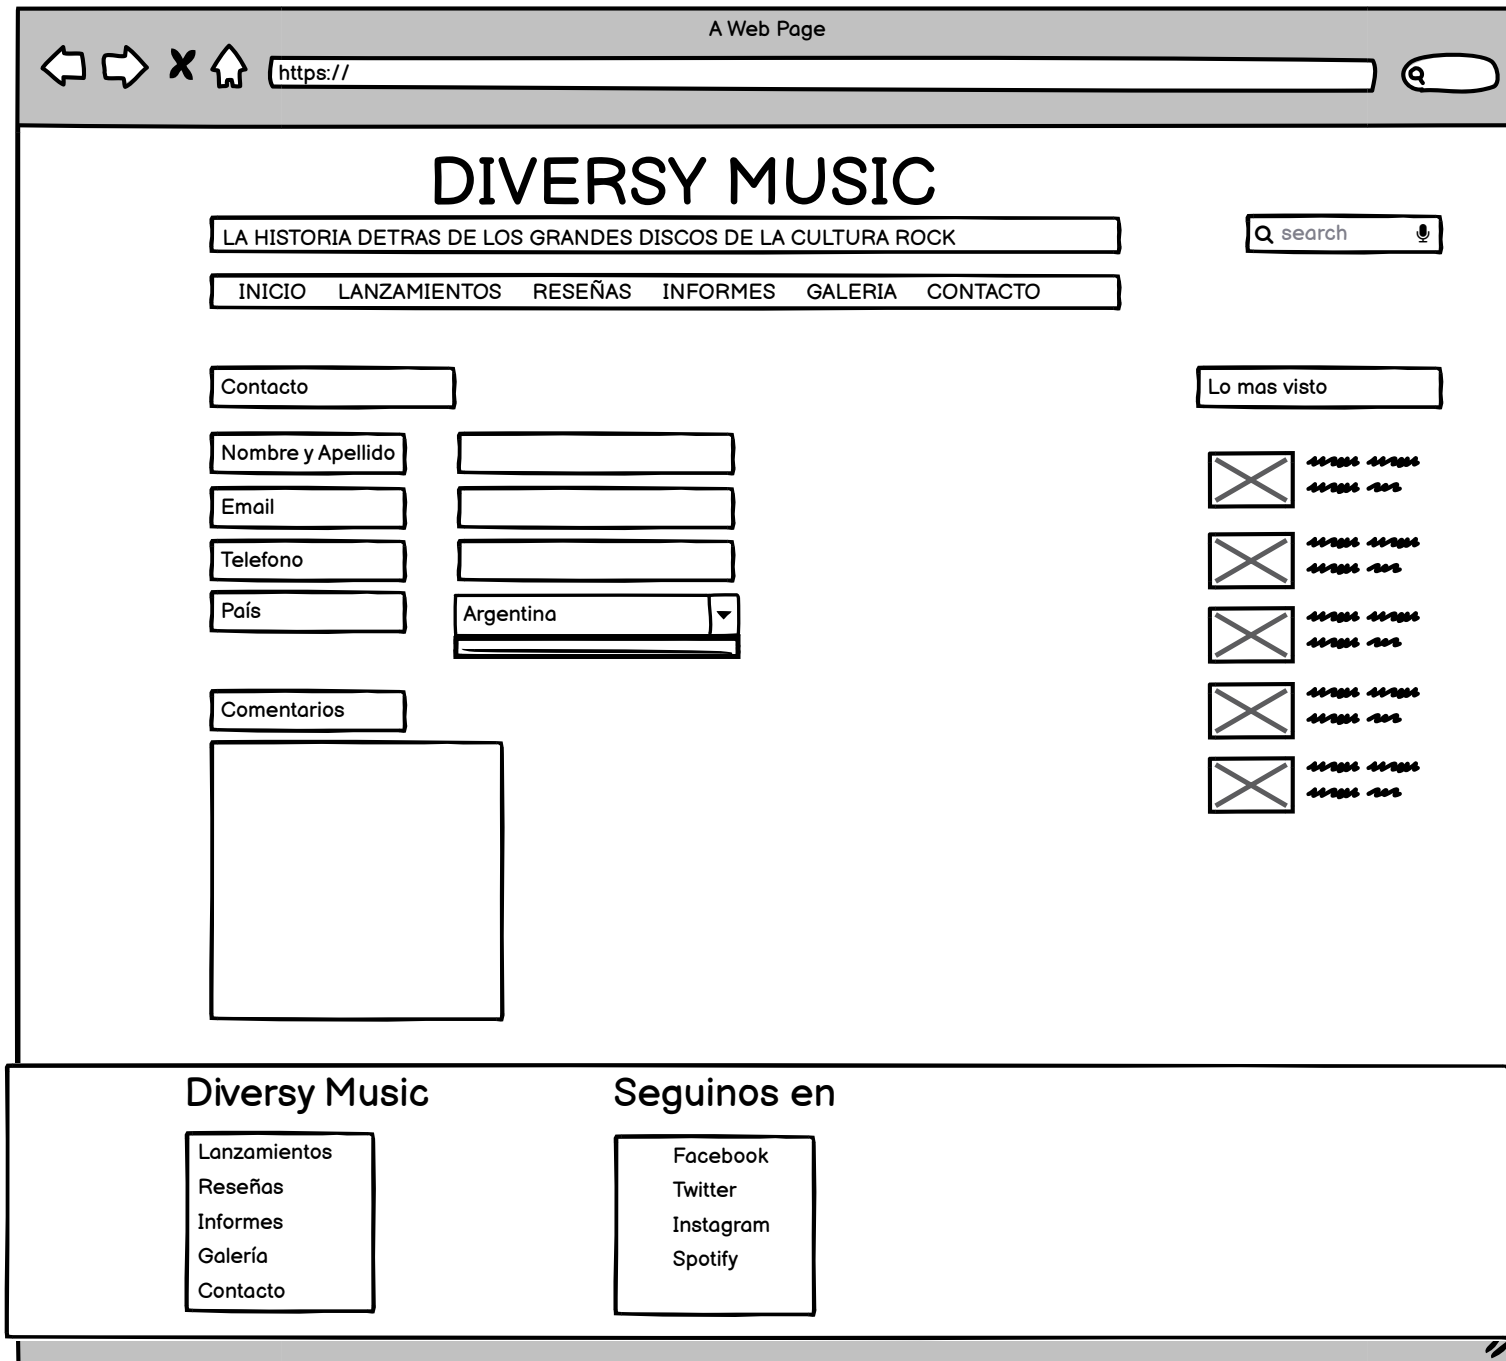 A Web Page
https://
DIVERSY MUSIC
LA HISTORIA DETRAS DE LOS GRANDES DISCOS DE LA CULTURA ROCK
search
INICIO LANZAMIENTOS RESEÑAS INFORMES GALERIA CONTACTO
Contacto
Nombre y Apellido
Email
Telefono
País
Argentina
Comentarios
Lo mas visto
Diversy Music
Lanzamientos
Reseñas
Informes
Galería
Contacto
Seguinos en
Facebook
Twitter
Instagram
Spotify